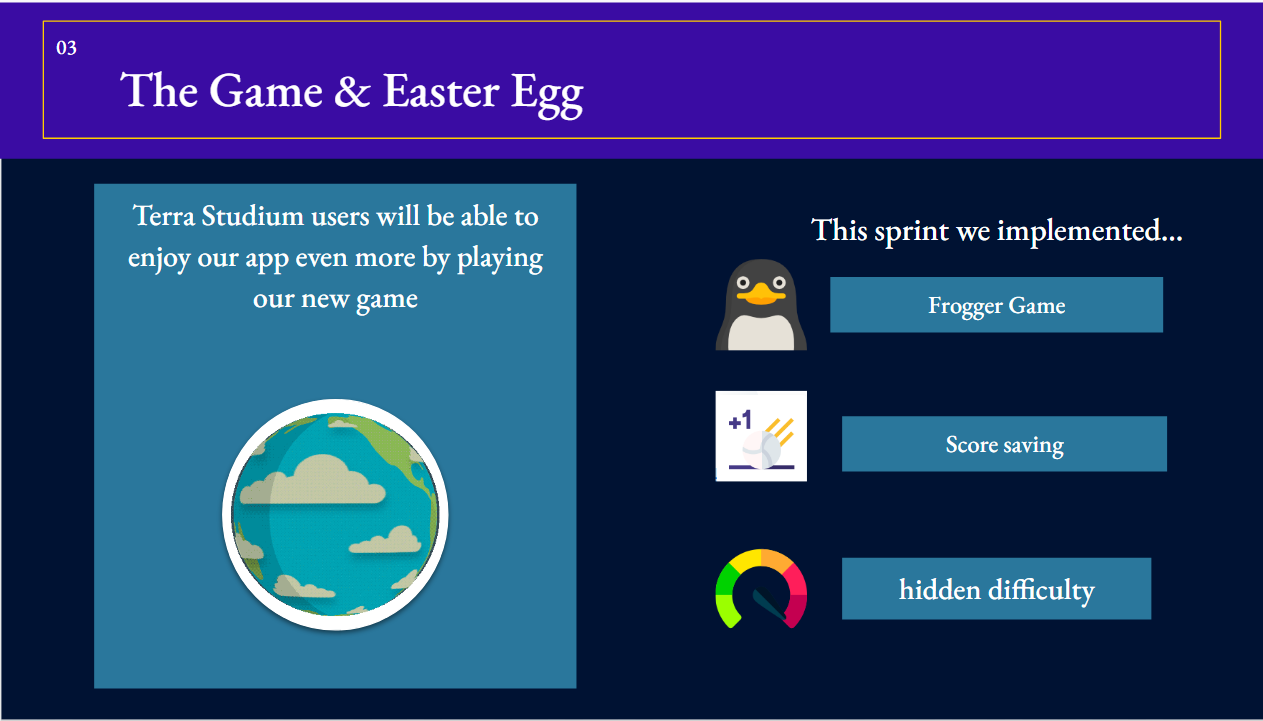 03
The Game & Easter Egg
Terra Studium users will be able to
enjoy our app even more by playing
our new game
This sprint we implemented...
Frogger Game
+1
Score saving
hidden difficulty